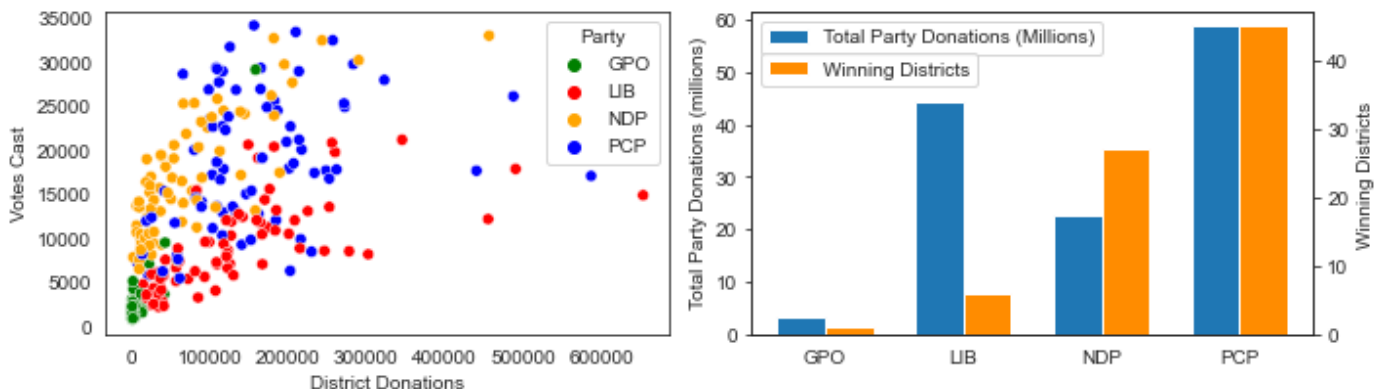 35000
30000
25000
20000
15000
10000
5000
0
Votes Cast
Party
GPO
LIB
NDP
PCP
0 100000 200000 300000 400000 500000 600000
District Donations
60
50
40
30
20
10
0
Total Party Donations (millions)
Total Party Donations (Millions)
Winning Districts
GPO LIB NDP PCP
40
30
20
10
0
Winning Districts